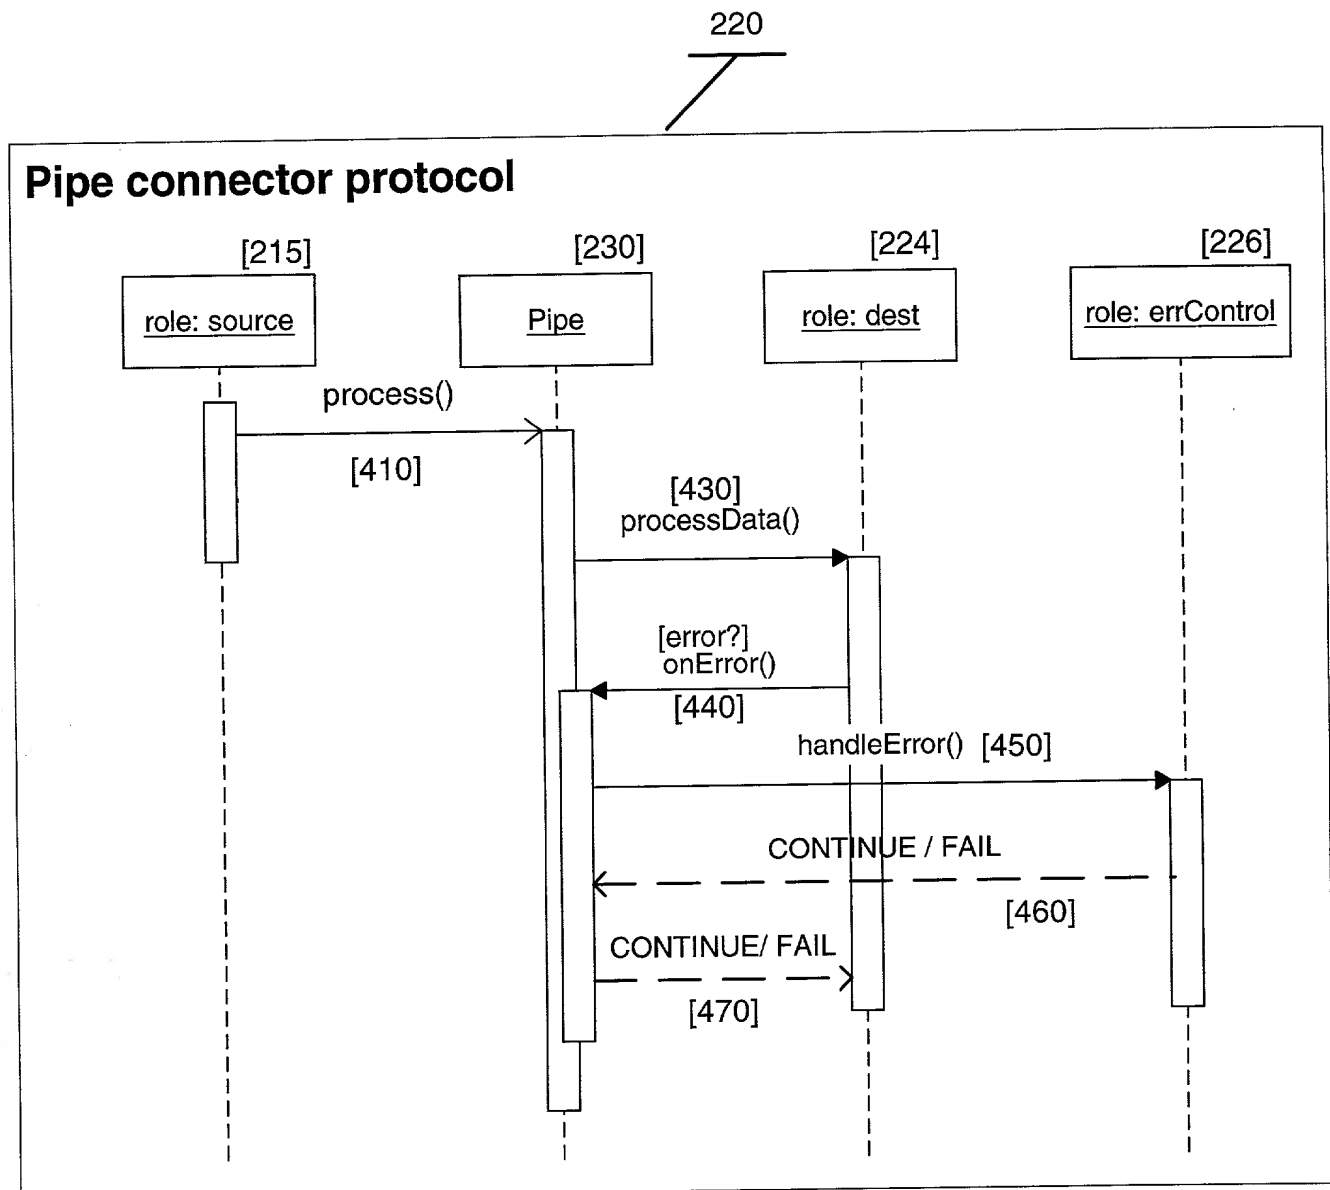 220
Pipe connector protocol
[215]
[230]
[224]
[226]
role: source
Pipe
role: dest
role: errControl
process()
[410]
[430]
processData()
[error?]
onError()
[440]
handleError() [450]
CONTINUE / FAIL
[460]
CONTINUE/ FAIL
[470]